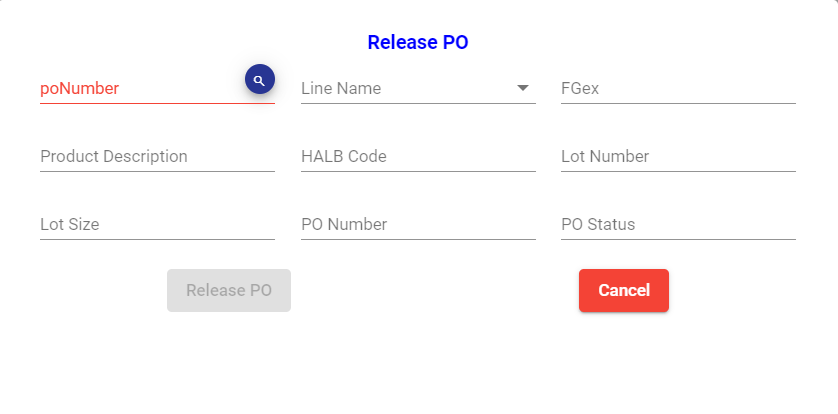 Release PO
poNumber Line Name FGex
Product Description HALB Code Lot Number
Lot Size PO Number PO Status
Release PO Cancel